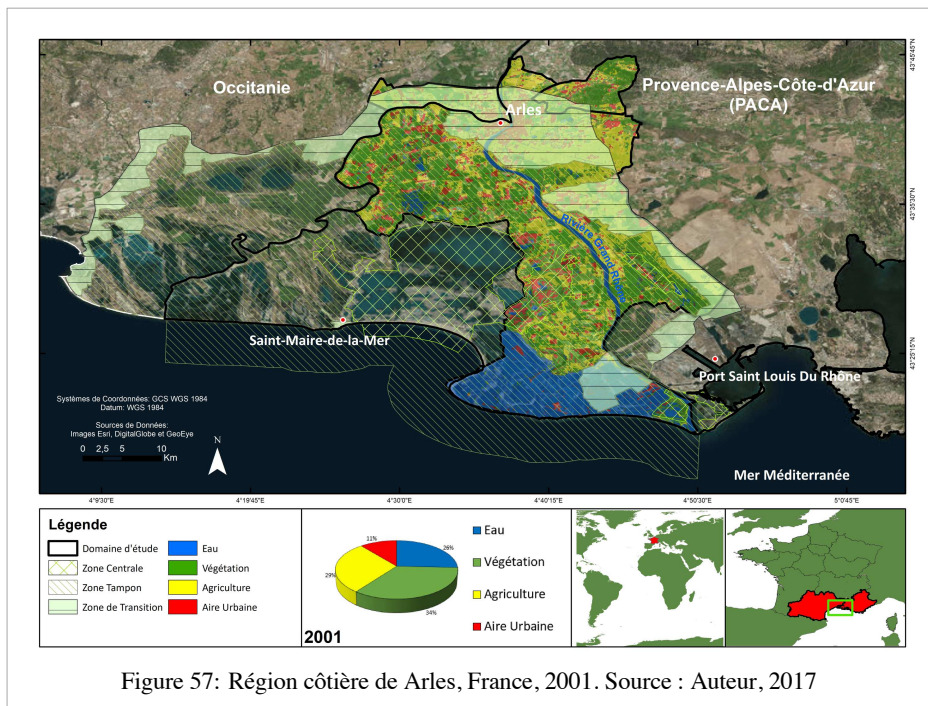 Occitanie
Provence-Alpes-Côte-d'Azur
(PACA)
Arles
Rivière Grand Rhône
Saint-Maire-de-la-Mer
Port Saint Louis Du Rhône
Mer Méditerranée
Systèmes de Coordonnées: GCS WGS 1984
Datum: WGS 1984
Sources de Données:
Images Esri, DigitalGlobe et GeoEye
0 2,5 5 10
Km
N
43°45'45"N
43°35'30"N
43°25'15"N
4°9'30"E 4°19'45"E 4°30'0"E 4°40'15"E 4°50'30"E 5°0'45"E
Légende
Domaine d'étude
Zone Centrale
Zone Tampon
Zone de Transition
Eau
Végétation
Agriculture
Aire Urbaine
11%
26%
29%
34%
2001
Eau
Végétation
Agriculture
Aire Urbaine
Figure 57: Région côtière de Arles, France, 2001. Source : Auteur, 2017